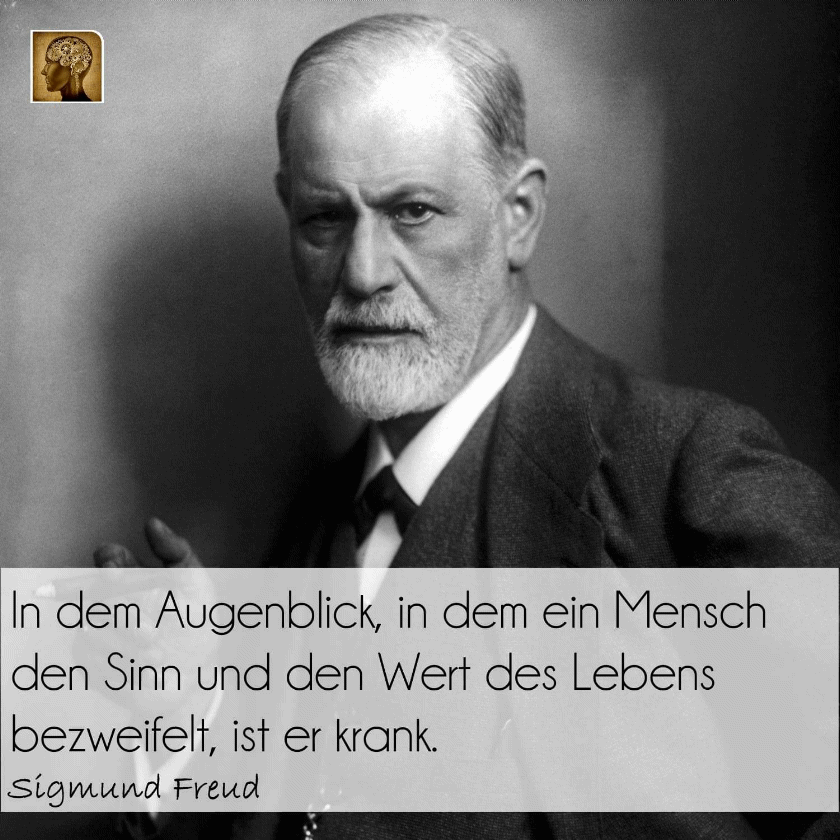 In dem Augenblick, in dem ein Mensch
den Sinn und den Wert des Lebens
bezweifelt, ist er krank.
Sigmund Freud